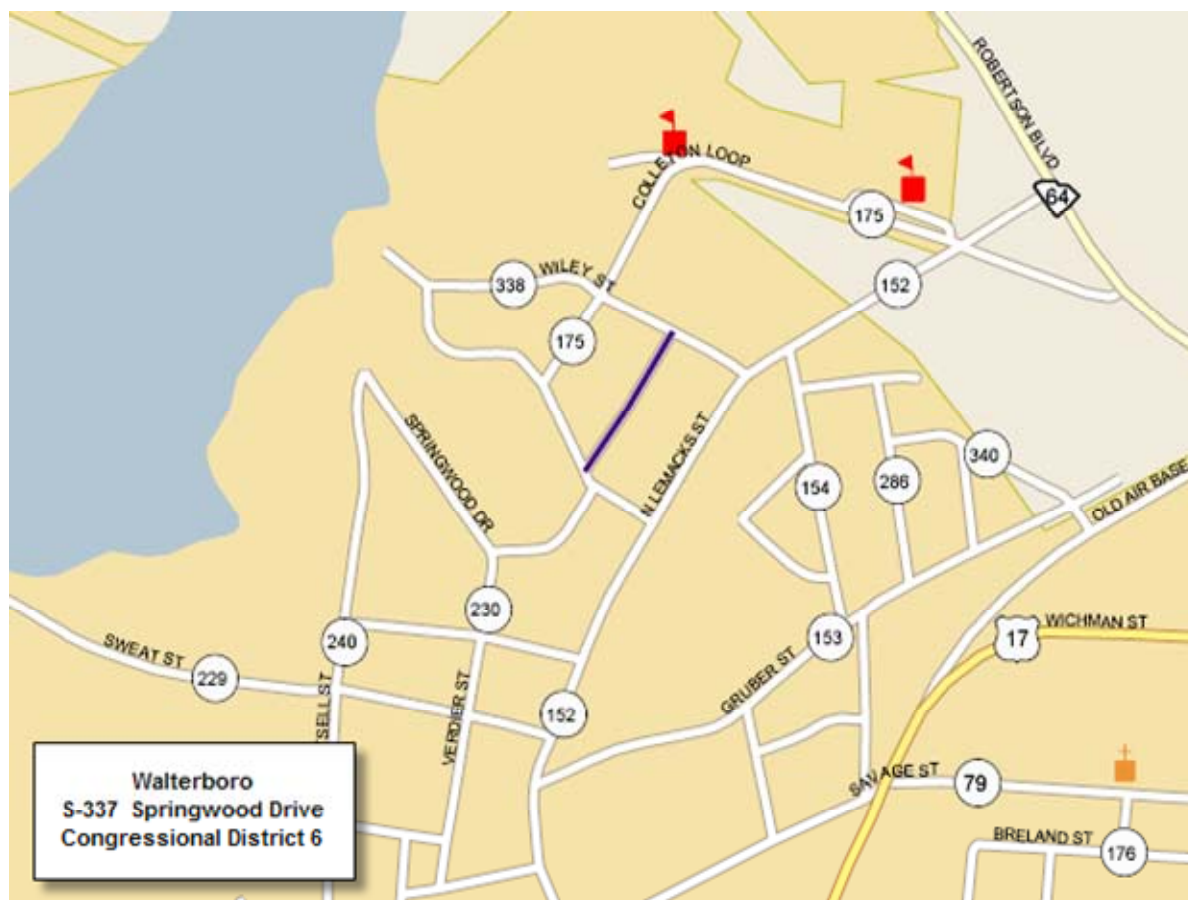 ROBERTSON BLVD
64
COLLETON LOOP
175
152
WILEY ST
338
175
SPRINGWOOD DR
N LEMACKS ST
154
286
340
OLD AIR BASE
230
240
153
17
WICHMAN ST
SWEAT ST
229
VERDIER ST
152
GRUBER ST
SAVAGE ST
79
BRELAND ST
176
Walterboro
S-337 Springwood Drive
Congressional District 6